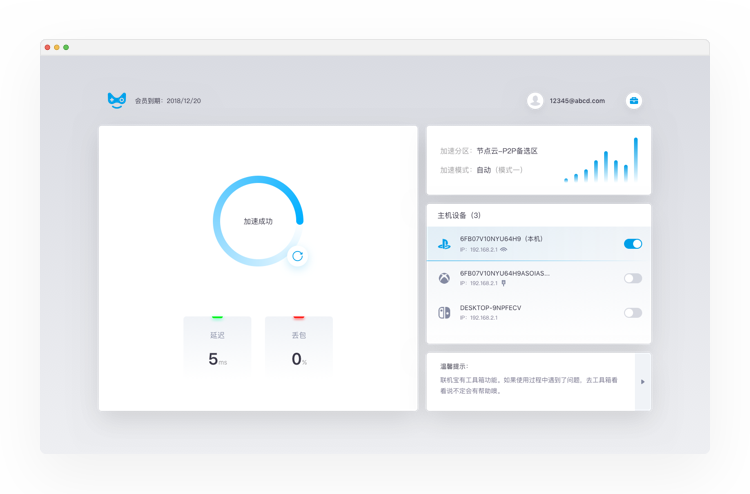 会员到期：2018/12/20
12345@abcd.com
加速成功
延迟
5ms
丢包
0%
加速分区：节点云-P2P备选区
加速模式：自动（模式一）
主机设备（3）
6FB07V10NYU64H9（本机）
IP：192.168.2.1
6FB07V10NYU64H9ASOIAS...
IP：192.168.2.1
DESKTOP-9NPFECV
IP：192.168.2.1
温馨提示：
联机宝有工具箱功能。如果使用过程中遇到了问题，去工具箱看
看说不定会有帮助哦。